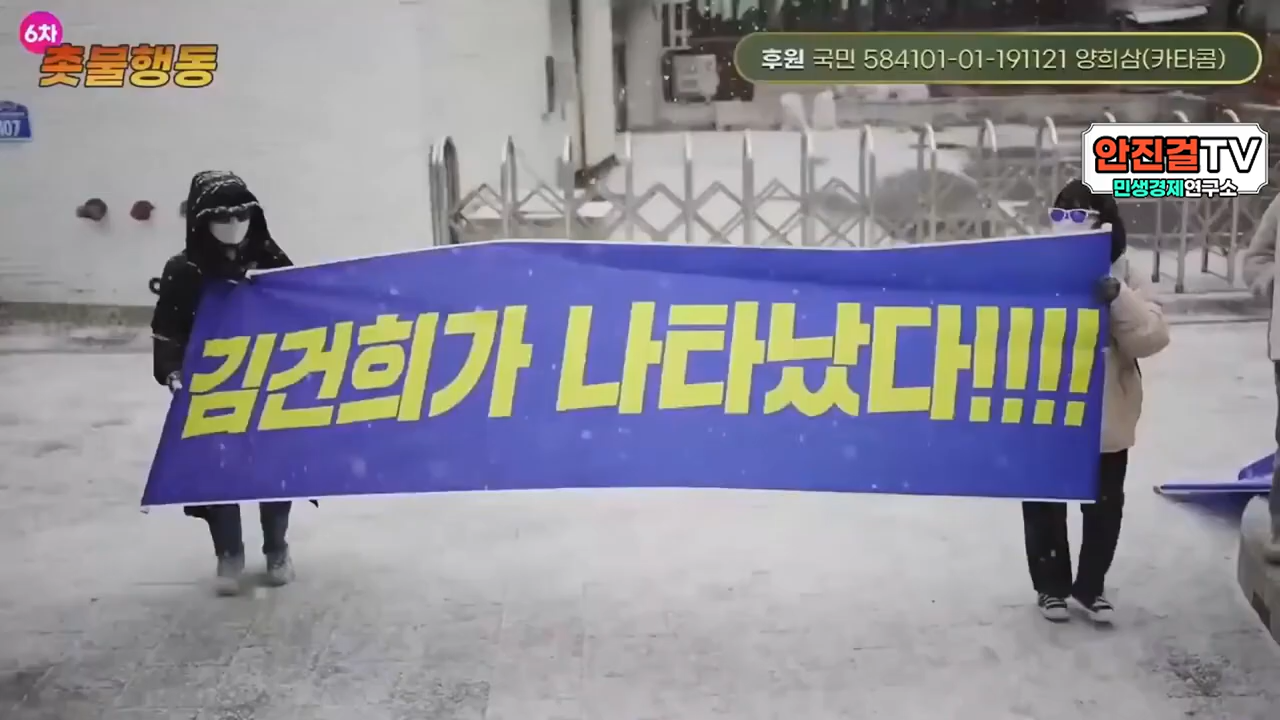 6차
촛불행동
후원 국민 584101-01-191121 양희삼(카타콤)
107
안진걸TV
민생경제연구소
김건희가 나타났다!!!!